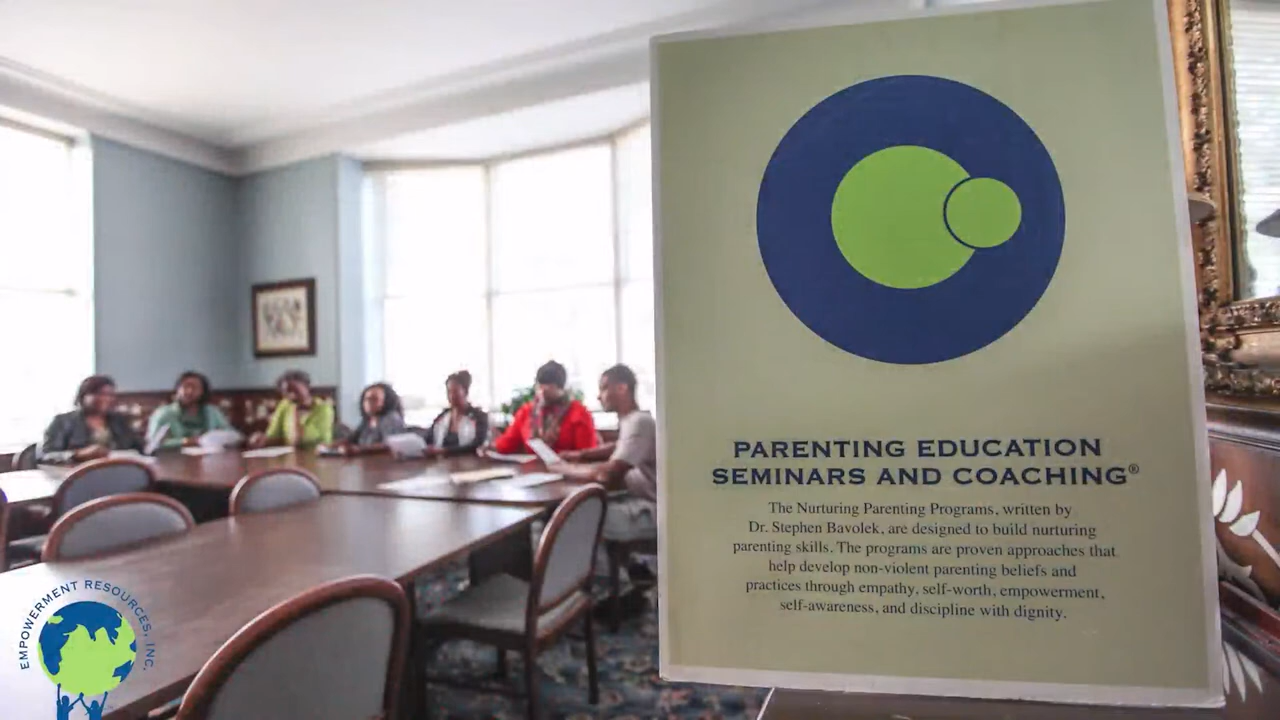 PARENTING EDUCATION
SEMINARS AND COACHING®
The Nurturing Parenting Programs, written by
Dr. Stephen Bavolek, are designed to build nurturing
parenting skills. The programs are proven approaches that
help develop non-violent parenting beliefs and
practices through empathy, self-worth, empowerment,
self-awareness, and discipline with dignity.
EMPOWERMENT RESOURCES, INC.